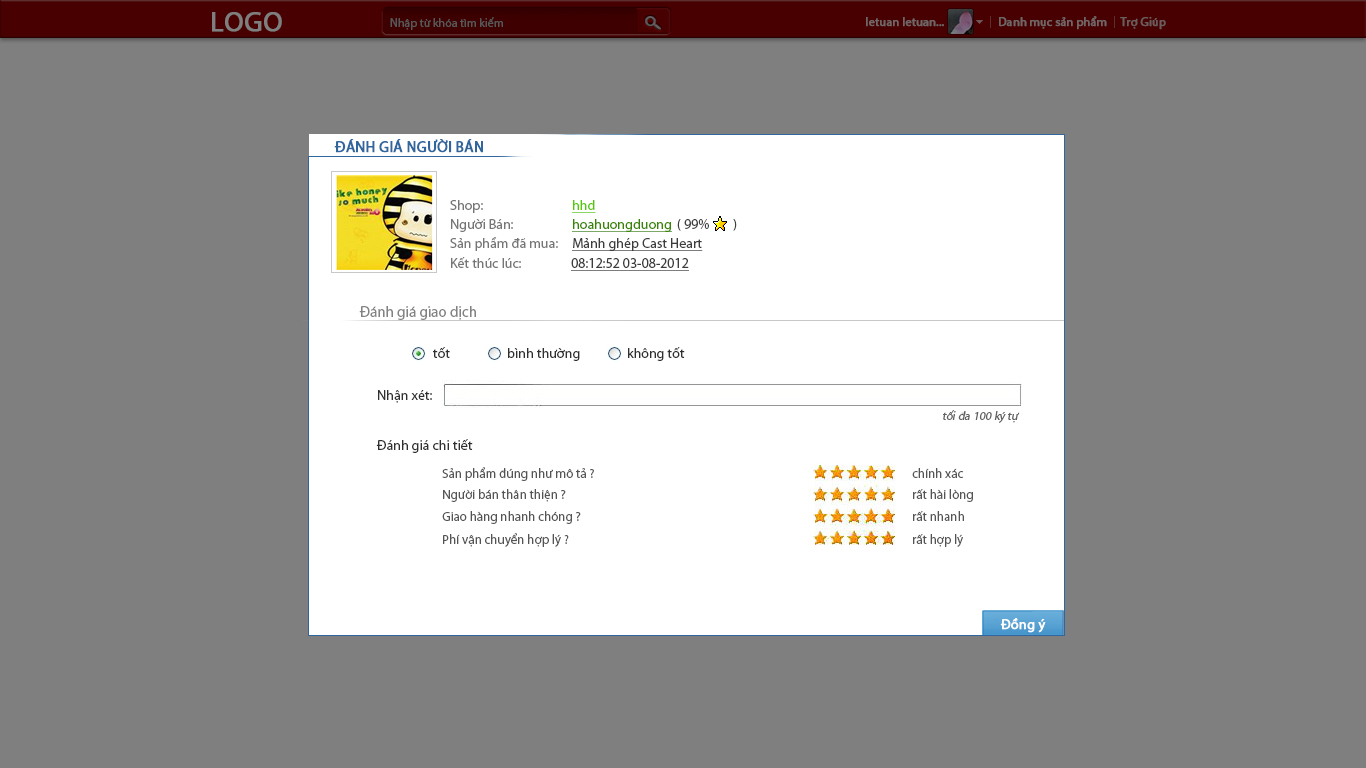 LOGO
Nhập từ khóa tìm kiếm
letuan letuan...
Danh mục sản phẩm
Trợ Giúp
ĐÁNH GIÁ NGƯỜI BÁN
ike honey
so much
Shop: hhd
Người Bán: hoahuongduong ( 99% )
Sản phẩm đã mua: Mảnh ghép Cast Heart
Kết thúc lúc: 08:12:52 03-08-2012
Đánh giá giao dịch
tốt bình thường không tốt
Nhận xét:
tối da 100 ký tự
Đánh giá chi tiết
Sản phẩm dúng như mô tả ? chính xác
Người bán thân thiện ? rất hài lòng
Giao hàng nhanh chóng ? rất nhanh
Phí vận chuyển hợp lý ? rất hợp lý
Đồng ý